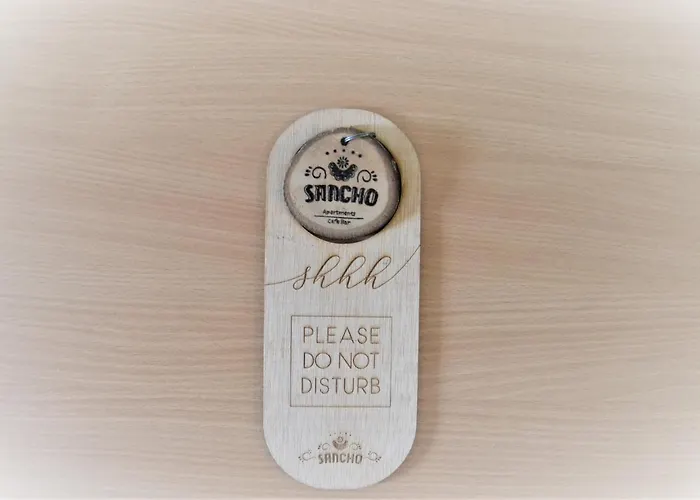 SANCHO
Apartments
Cafe Bar
shhh
PLEASE
DO NOT
DISTURB
SANCHO